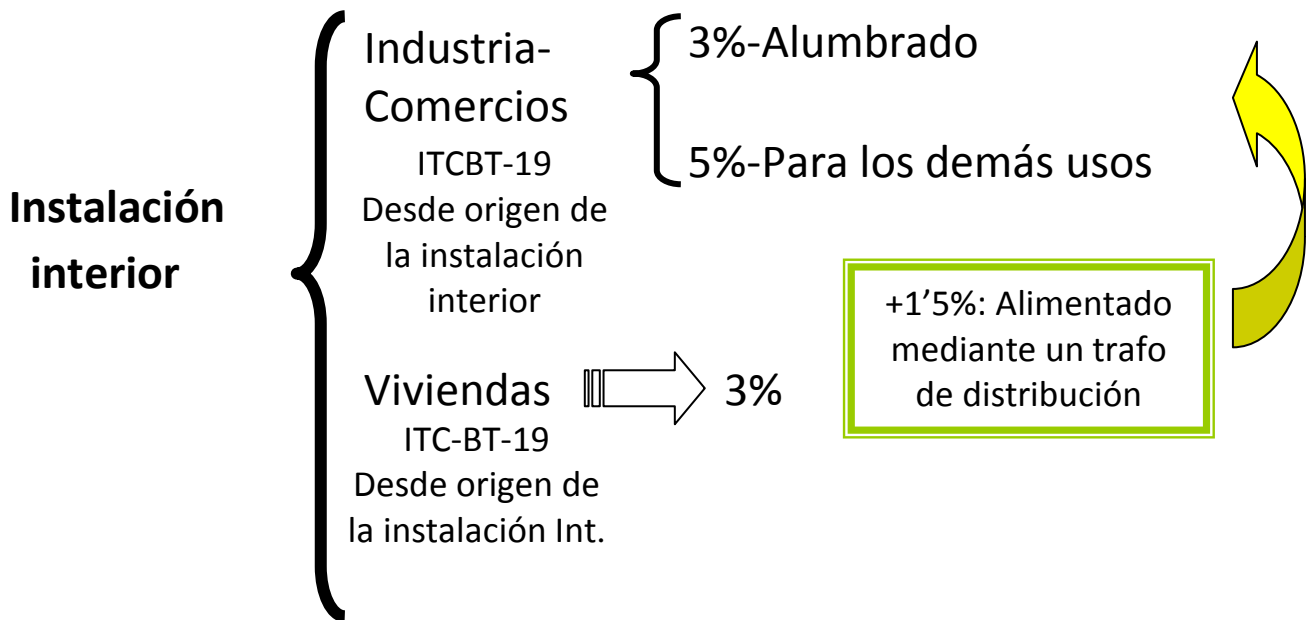 Instalación
interior
Industria-
Comercios
ITCBT-19
Desde origen de
la instalación
interior
3%-Alumbrado
5%-Para los demás usos
+1’5%: Alimentado
mediante un trafo
de distribución
Viviendas
3%
ITC-BT-19
Desde origen de
la instalación Int.